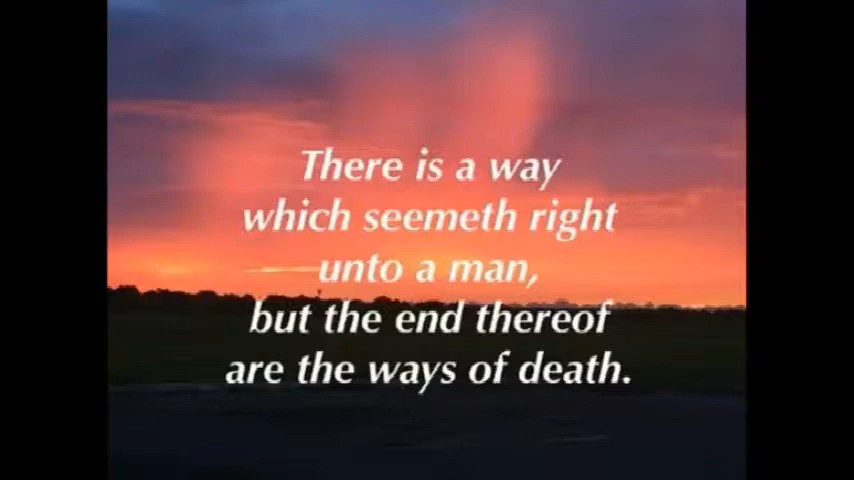 There is a way
which seemeth right
unto a man,
but the end thereof
are the ways of death.